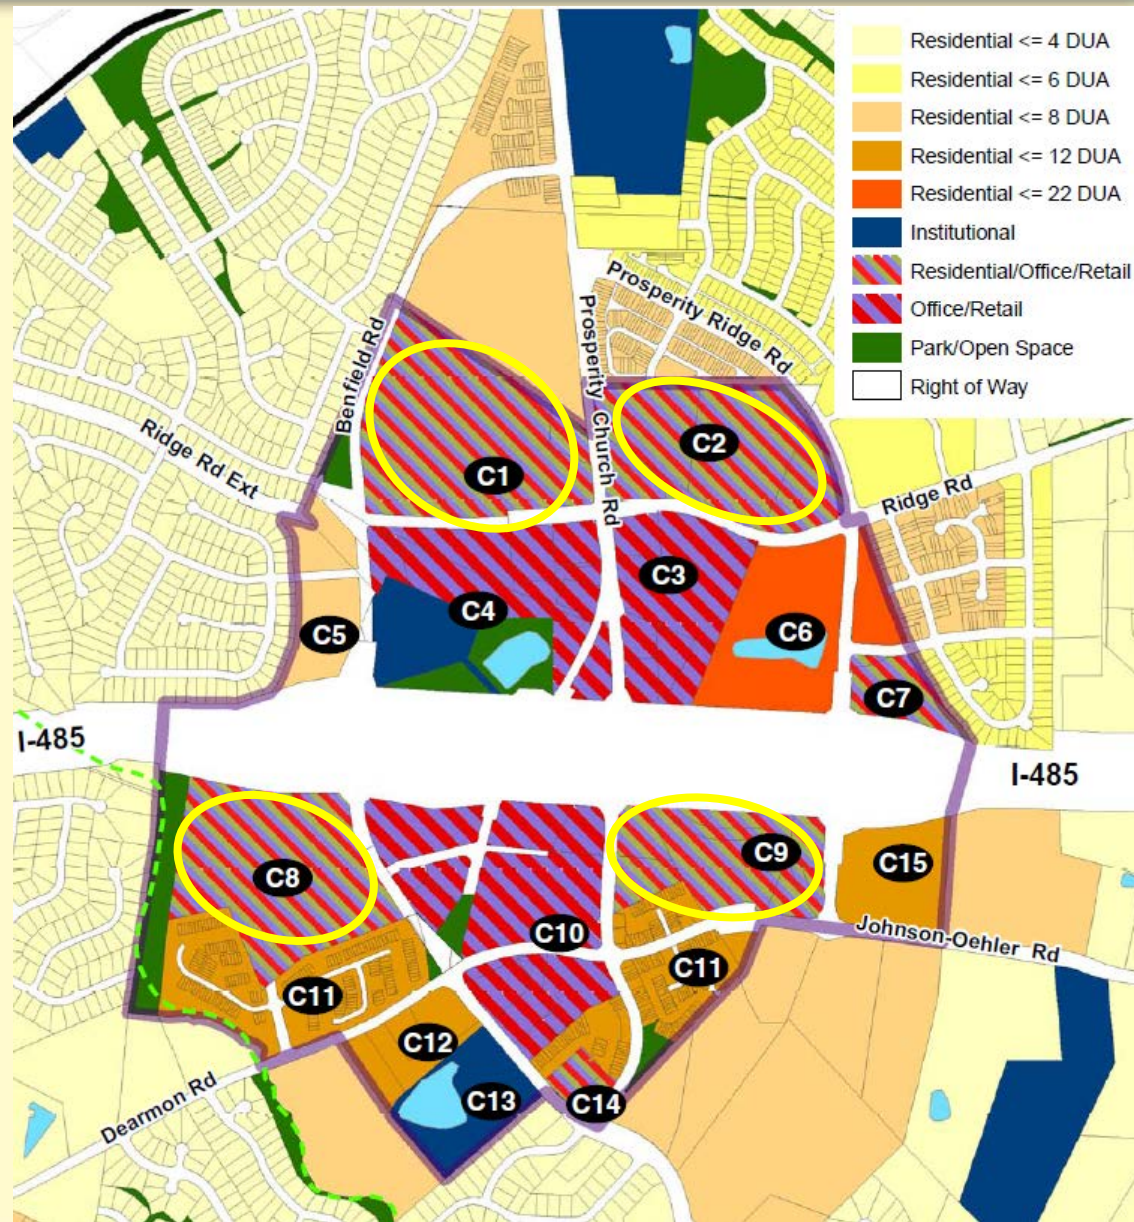 Residential <= 4 DUA
Residential <= 6 DUA
Residential <= 8 DUA
Residential <= 12 DUA
Residential <= 22 DUA
Institutional
Residential/Office/Retail
Office/Retail
Park/Open Space
Right of Way
Prosperity Ridge Rd
Benfield Rd
Prosperity Church Rd
Ridge Rd Ext
C2
C1
Ridge Rd
C3
C4
C5
C6
C7
I-485
I-485
C9
C8
C15
C10
Johnson-Oehler Rd
C11
C11
C12
C13
C14
Dearmon Rd